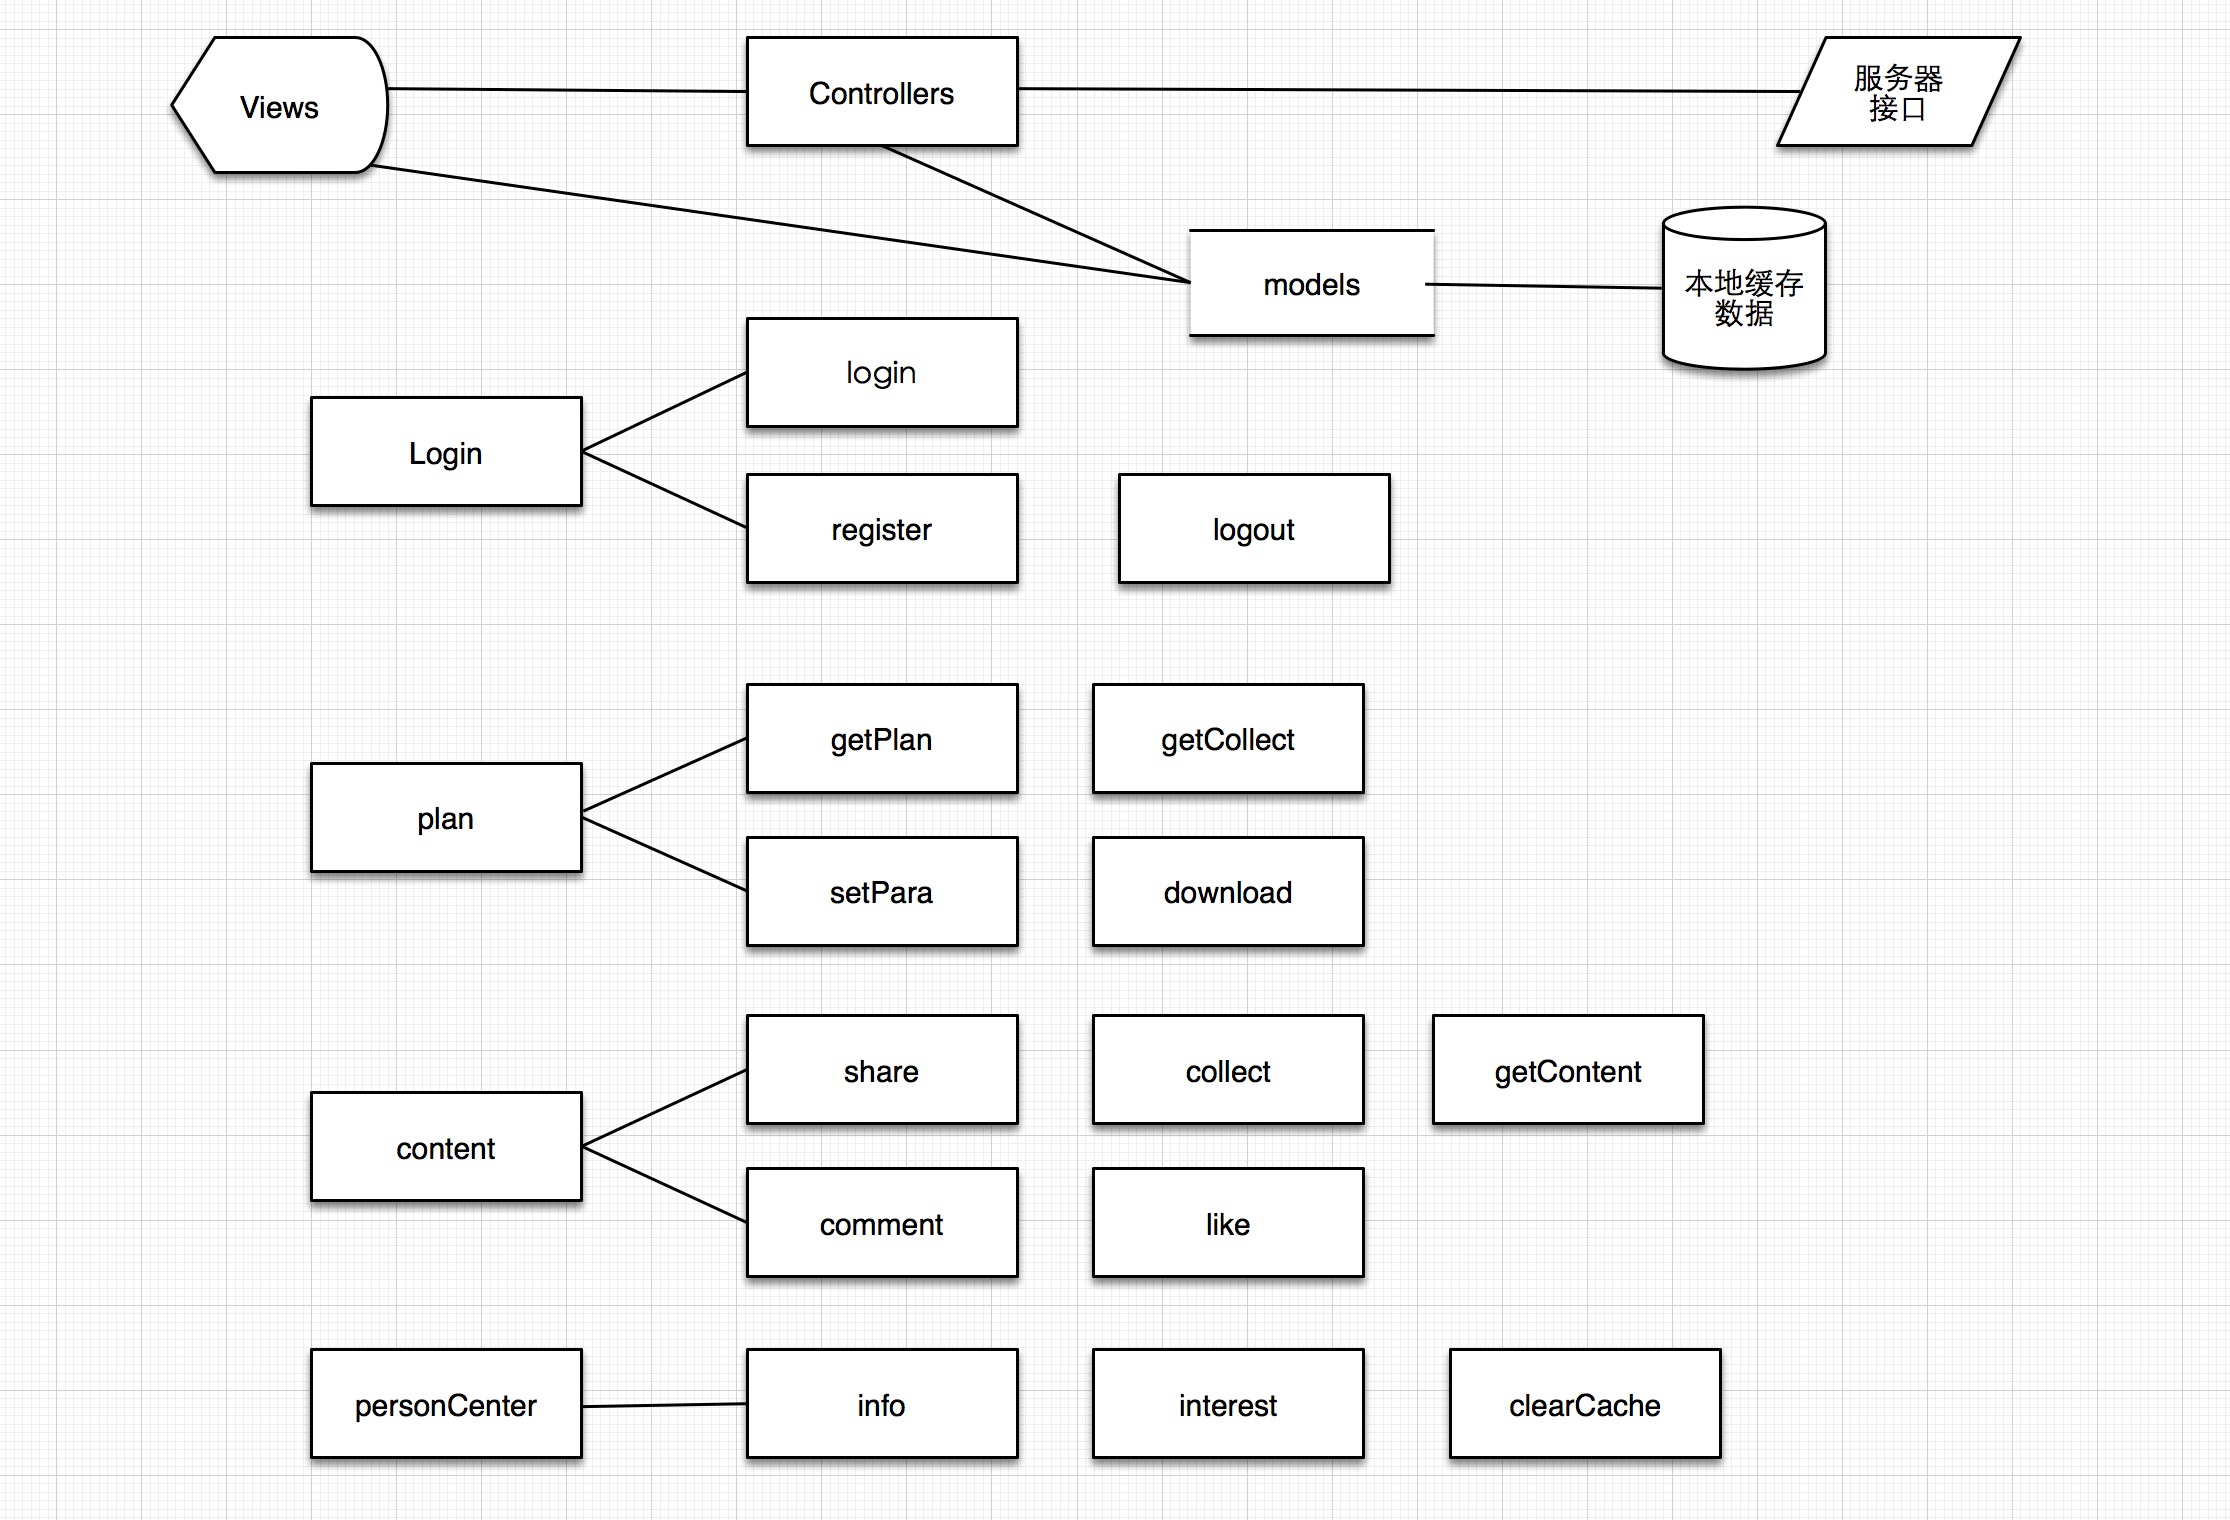 Views
Controllers
服务器
接口
models
本地缓存
数据
login
Login
register
logout
getPlan
getCollect
plan
setPara
download
share
collect
getContent
content
comment
like
personCenter
info
interest
clearCache